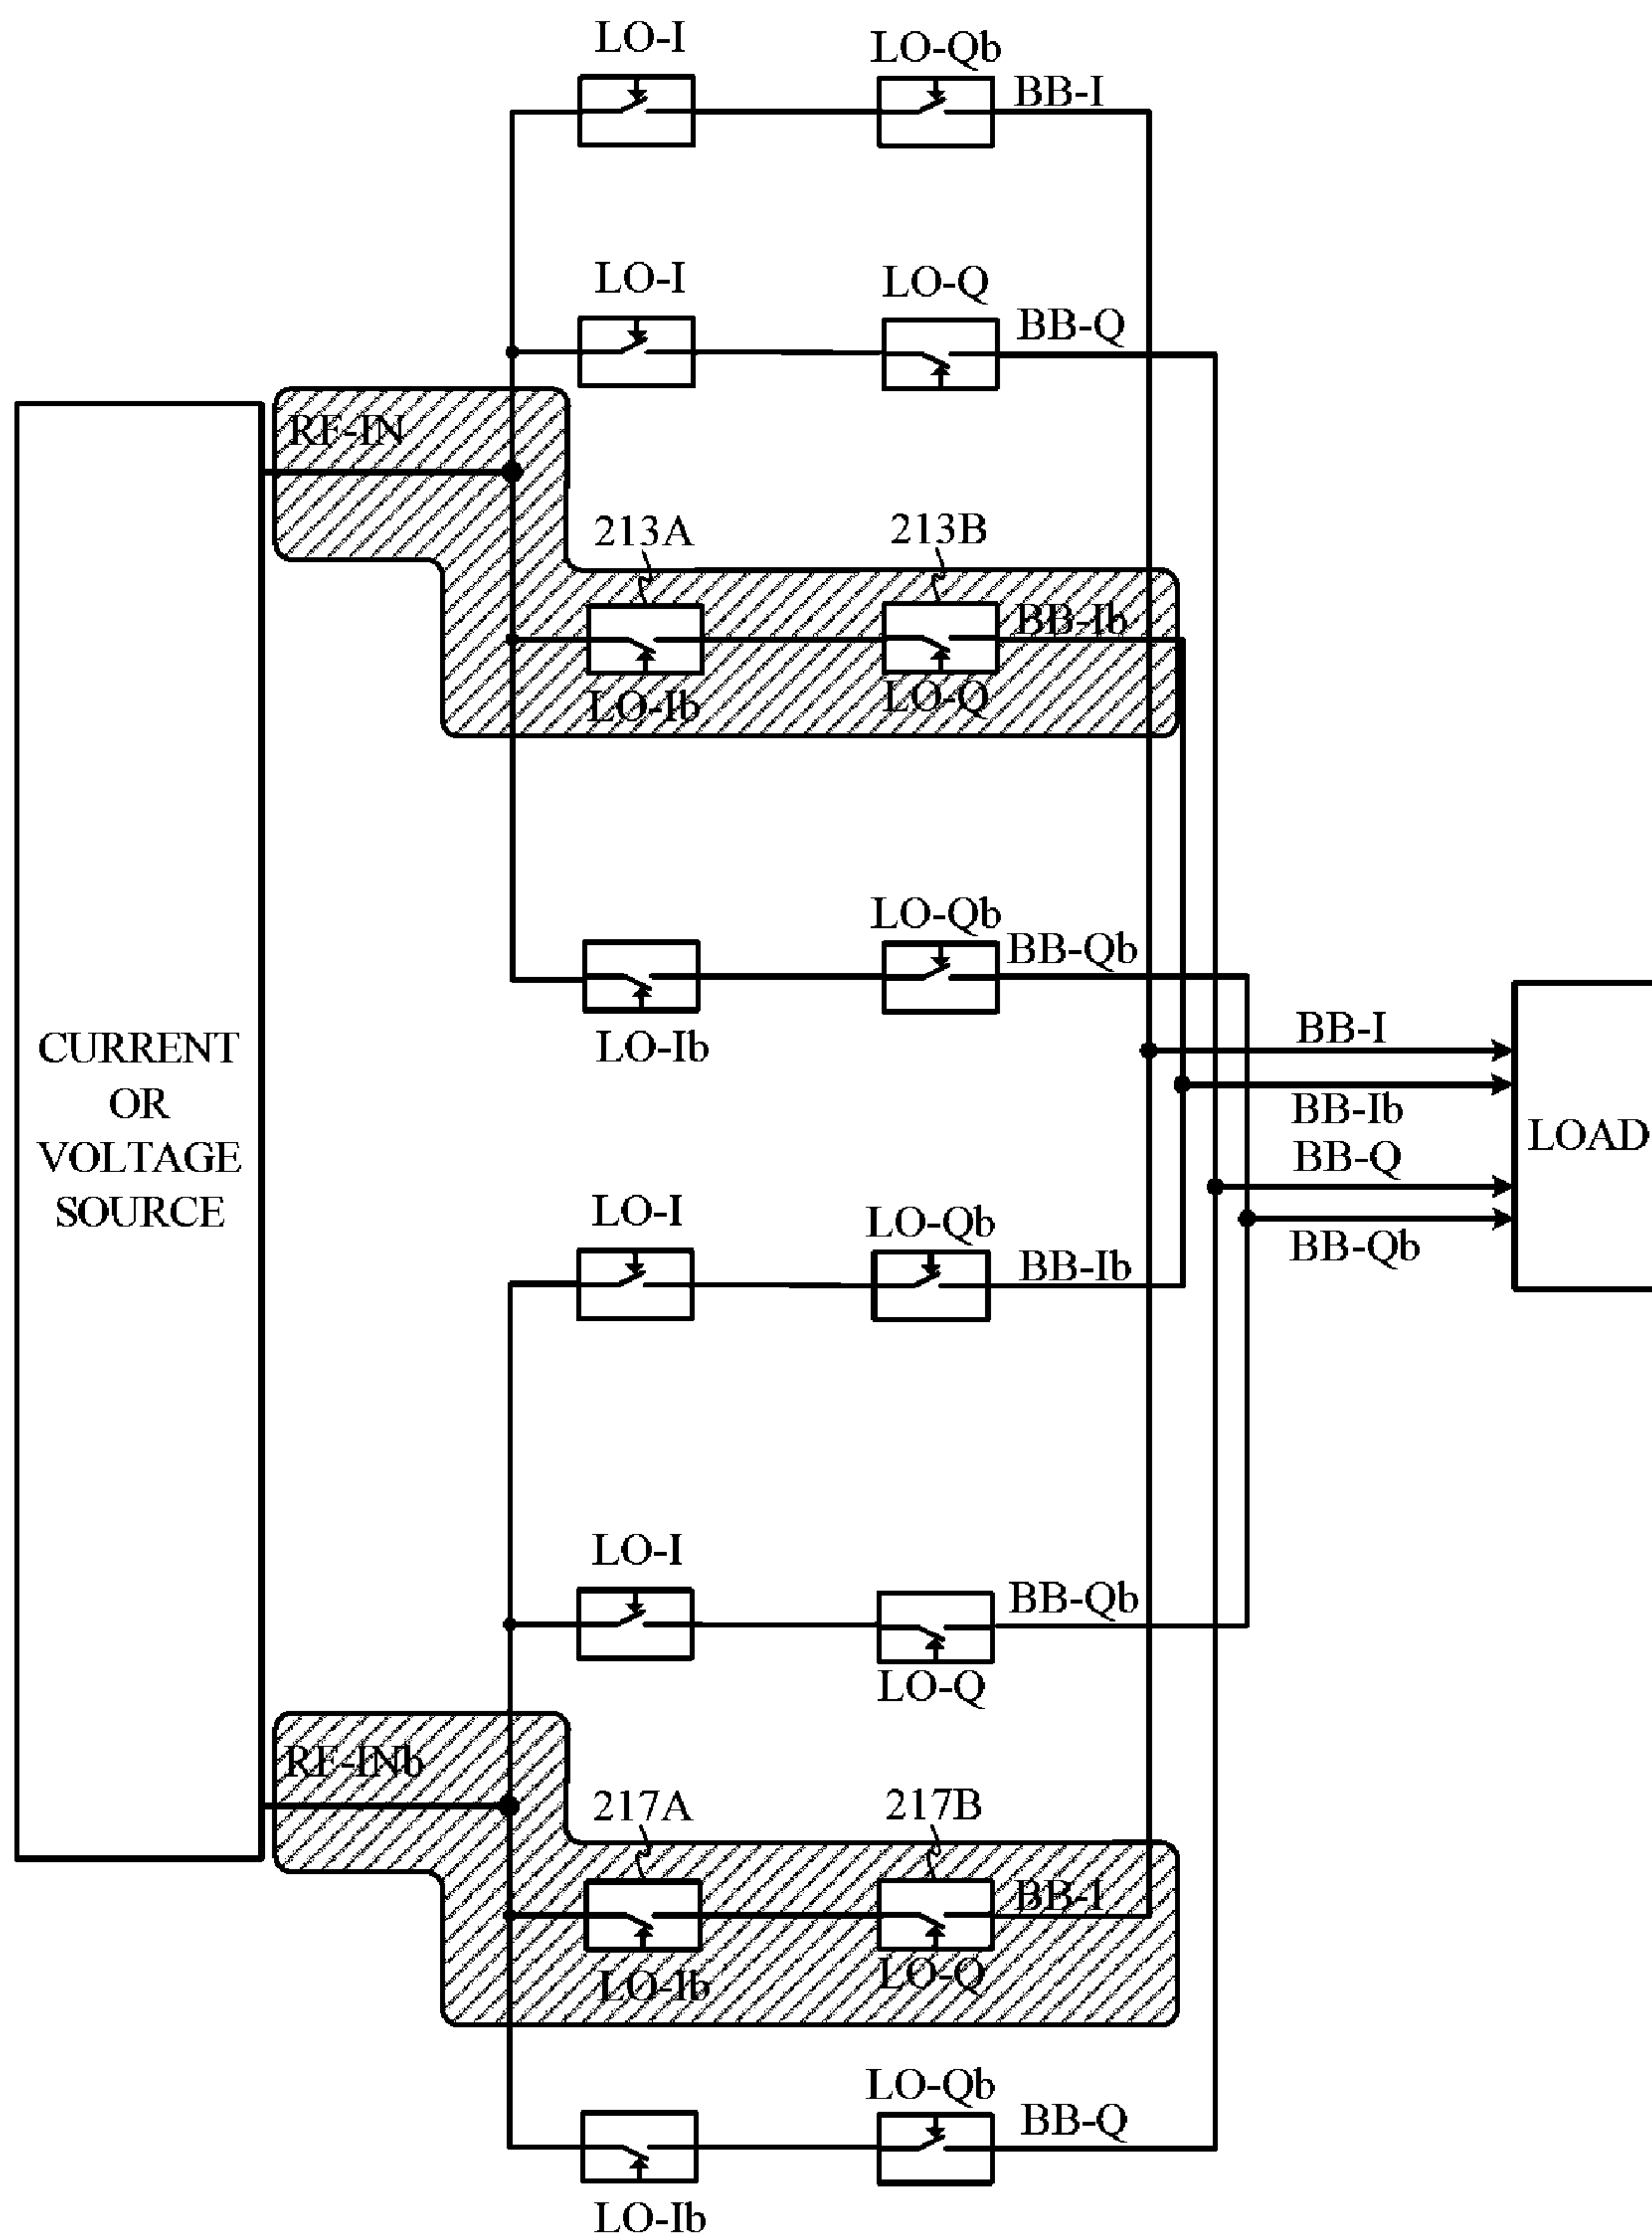 LO-I
LO-Qb
BB-I
LO-I
LO-Q
BB-Q
RF-IN
213A
213B
BB-Ib
LO-Ib
LO-Q
LO-Qb
BB-Qb
LO-Ib
CURRENT
OR
VOLTAGE
SOURCE
BB-I
BB-Ib
BB-Q
BB-Qb
LOAD
LO-I
LO-Qb
BB-Ib
LO-I
BB-Qb
LO-Q
RF-INb
217A
217B
BB-I
LO-Ib
LO-Q
LO-Qb
BB-Q
LO-Ib